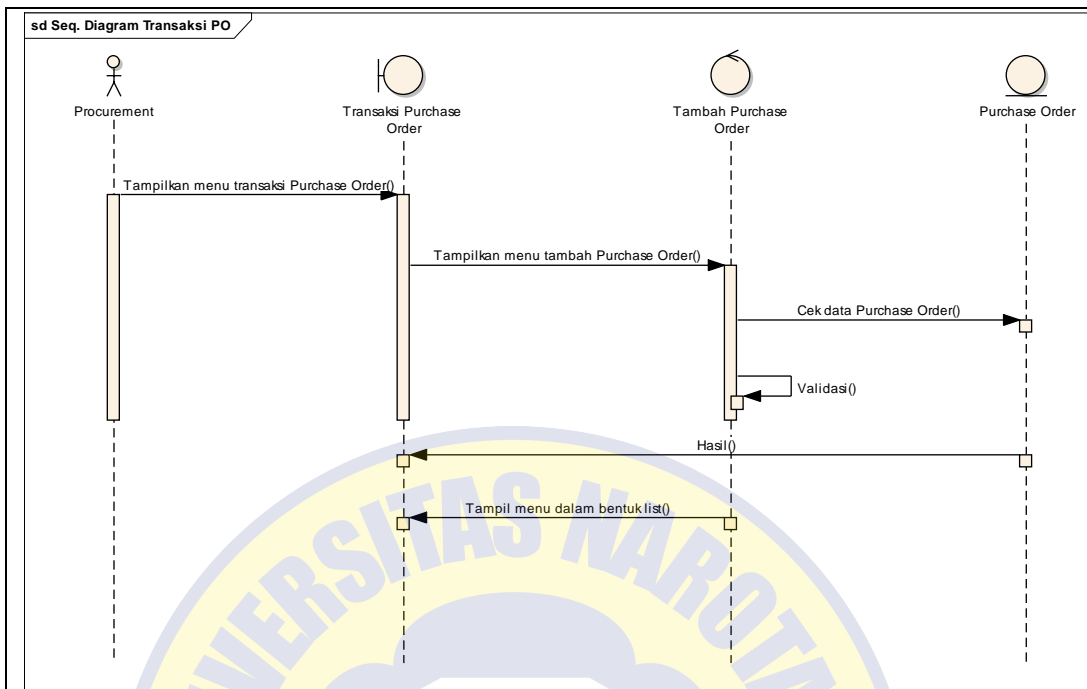 sd Seq. Diagram Transaksi PO
Procurement
Transaksi Purchase
Order
Tambah Purchase
Order
Purchase Order
Tampilkan menu transaksi Purchase Order()
Tampilkan menu tambah Purchase Order()
Cek data Purchase Order()
Validasi()
Hasil()
Tampil menu dalam bentuk list()